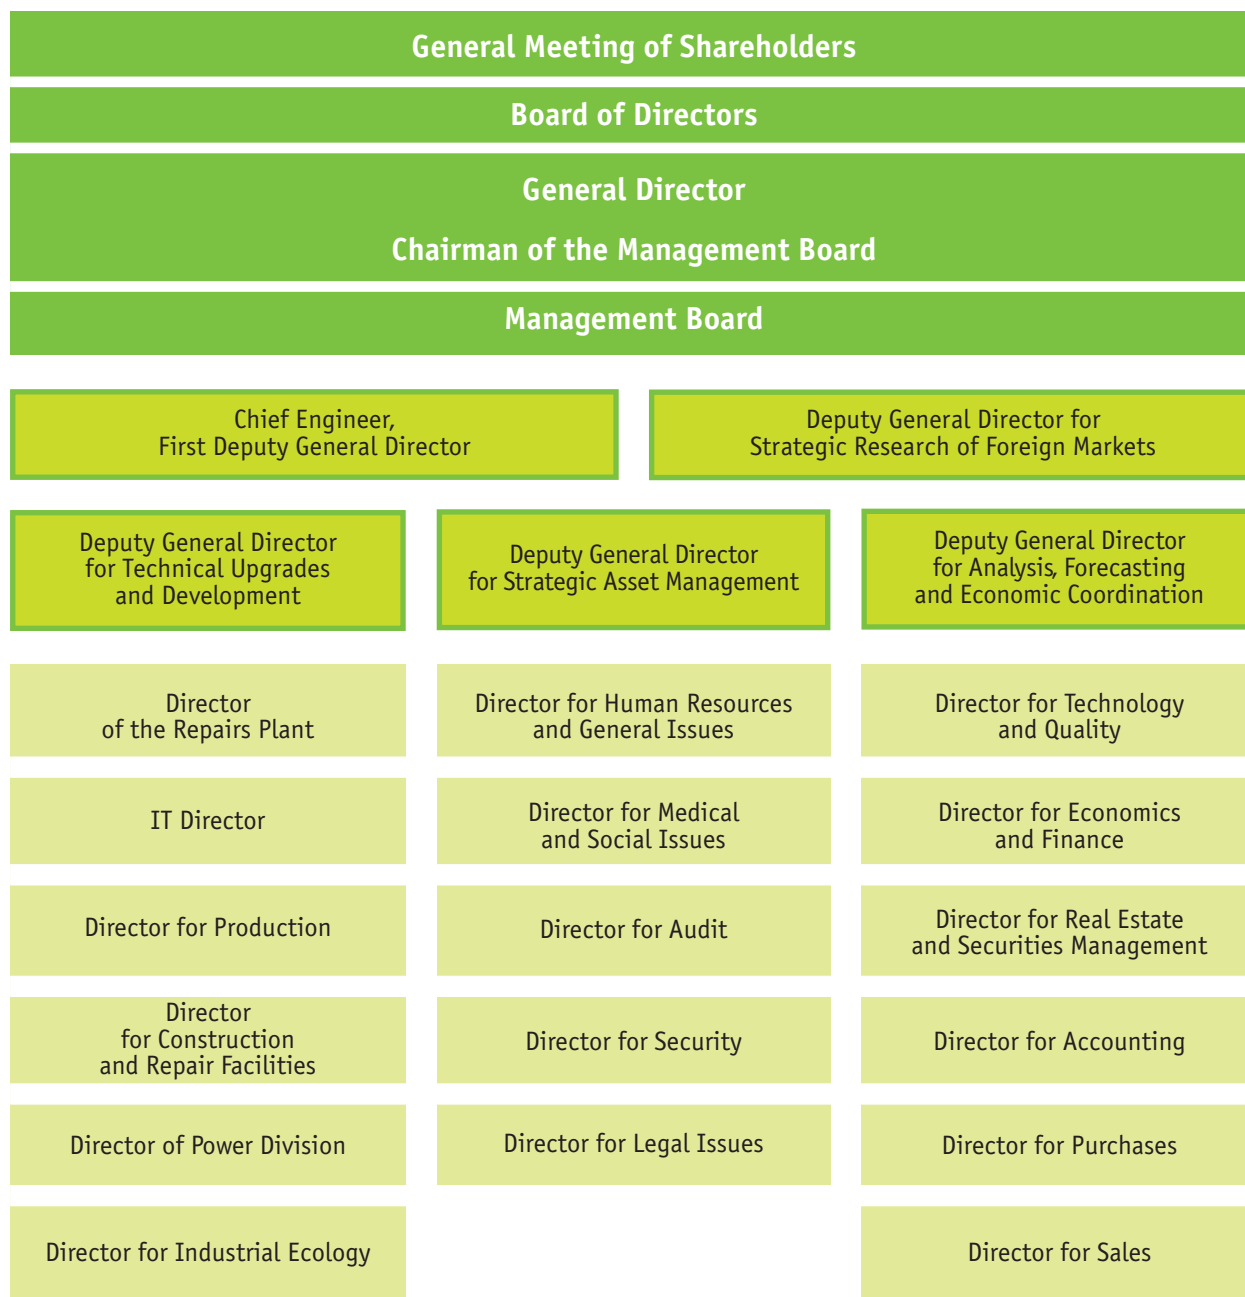 General Meeting of Shareholders
Board of Directors
General Director
Chairman of the Management Board
Management Board
Chief Engineer,
First Deputy General Director
Deputy General Director for
Strategic Research of Foreign Markets
Deputy General Director
for Technical Upgrades
and Development
Deputy General Director
for Strategic Asset Management
Deputy General Director
for Analysis, Forecasting
and Economic Coordination
Director
of the Repairs Plant
Director for Human Resources
and General Issues
Director for Technology
and Quality
IT Director
Director for Medical
and Social Issues
Director for Economics
and Finance
Director for Production
Director for Audit
Director for Real Estate
and Securities Management
Director
for Construction
and Repair Facilities
Director for Security
Director for Accounting
Director of Power Division
Director for Legal Issues
Director for Purchases
Director for Industrial Ecology
Director for Sales